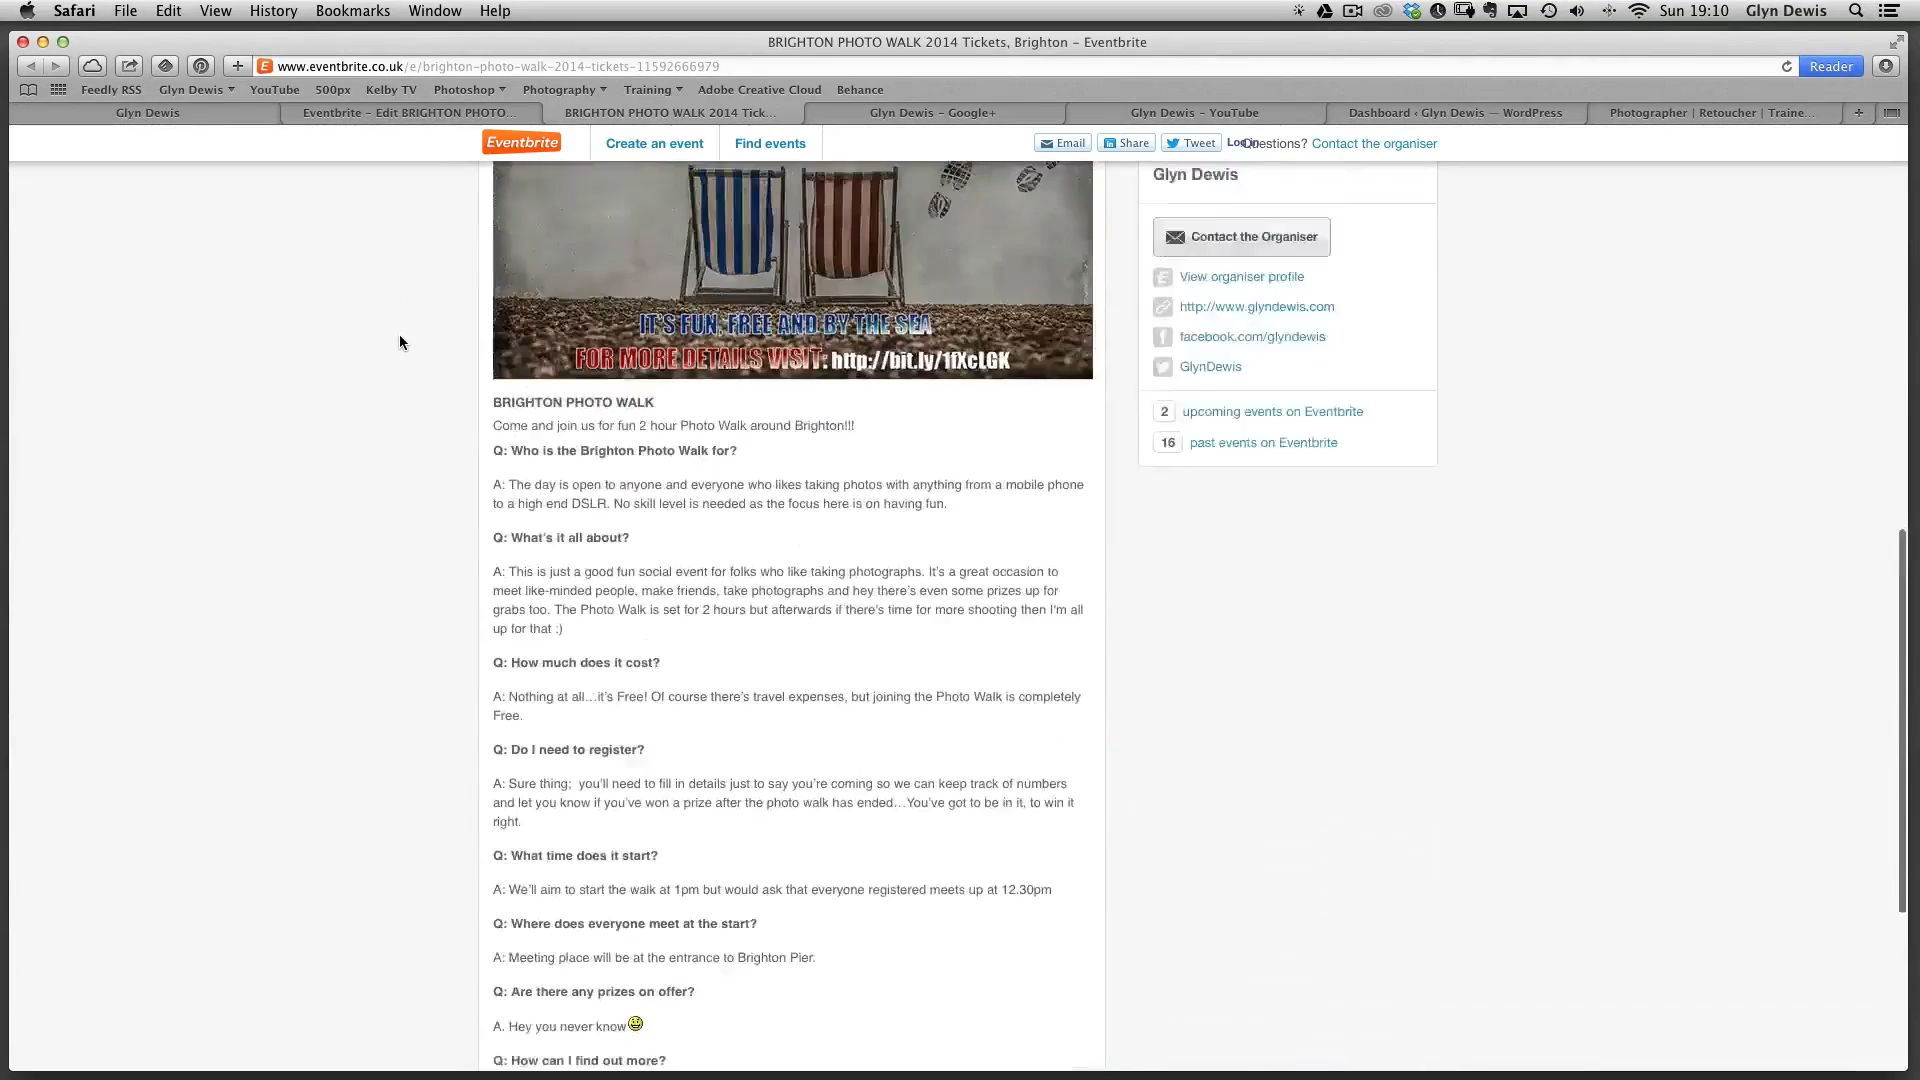 Safari File Edit View History Bookmarks Window Help Sun 19:10 Glyn Dewis
BRIGHTON PHOTO WALK 2014 Tickets, Brighton – Eventbrite
www.eventbrite.co.uk/e/brighton-photo-walk-2014-tickets-11592666979 Reader
Feedly RSS Glyn Dewis YouTube 500px Kelby TV Photoshop Photography Training Adobe Creative Cloud Behance
Glyn Dewis Eventbrite – Edit BRIGHTON PHOTO... BRIGHTON PHOTO WALK 2014 Tick... Glyn Dewis – Google+ Glyn Dewis – YouTube Dashboard ‹ Glyn Dewis — WordPress Photographer | Retoucher | Traine...
Eventbrite Create an event Find events Email Share Tweet Log in Questions? Contact the organiser
IT'S FUN, FREE AND BY THE SEA
FOR MORE DETAILS VISIT: http://bit.ly/1fXcLGK
BRIGHTON PHOTO WALK
Come and join us for fun 2 hour Photo Walk around Brighton!!!
Q: Who is the Brighton Photo Walk for?
A: The day is open to anyone and everyone who likes taking photos with anything from a mobile phone
to a high end DSLR. No skill level is needed as the focus here is on having fun.
Q: What's it all about?
A: This is just a good fun social event for folks who like taking photographs. It's a great occasion to
meet like-minded people, make friends, take photographs and hey there's even some prizes up for
grabs too. The Photo Walk is set for 2 hours but afterwards if there's time for more shooting then I'm all
up for that :)
Q: How much does it cost?
A: Nothing at all…it's Free! Of course there's travel expenses, but joining the Photo Walk is completely
Free.
Q: Do I need to register?
A: Sure thing; you'll need to fill in details just to say you're coming so we can keep track of numbers
and let you know if you've won a prize after the photo walk has ended…You've got to be in it, to win it
right.
Q: What time does it start?
A: We'll aim to start the walk at 1pm but would ask that everyone registered meets up at 12.30pm
Q: Where does everyone meet at the start?
A: Meeting place will be at the entrance to Brighton Pier.
Q: Are there any prizes on offer?
A. Hey you never know
Q: How can I find out more?
Glyn Dewis
Contact the Organiser
View organiser profile
http://www.glyndewis.com
facebook.com/glyndewis
GlynDewis
2 upcoming events on Eventbrite
16 past events on Eventbrite